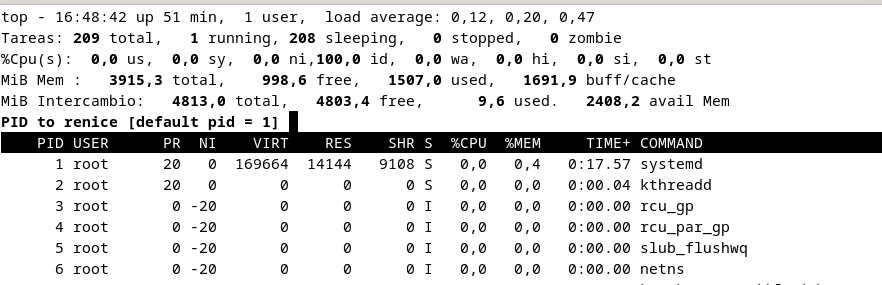 top - 16:48:42 up 51 min,  1 user,  load average: 0,12, 0,20, 0,47
Tareas: 209 total,   1 running, 208 sleeping,   0 stopped,   0 zombie
%Cpu(s):  0,0 us,  0,0 sy,  0,0 ni,100,0 id,  0,0 wa,  0,0 hi,  0,0 si,  0,0 st
MiB Mem :   3915,3 total,    998,6 free,   1507,0 used,   1691,9 buff/cache
MiB Intercambio:   4813,0 total,   4803,4 free,      9,6 used.   2408,2 avail Mem
PID to renice [default pid = 1]
    PID USER      PR  NI    VIRT    RES    SHR S  %CPU  %MEM     TIME+ COMMAND
      1 root      20   0  169664  14144   9108 S   0,0   0,4   0:17.57 systemd
      2 root      20   0       0      0      0 S   0,0   0,0   0:00.04 kthreadd
      3 root       0 -20       0      0      0 I   0,0   0,0   0:00.00 rcu_gp
      4 root       0 -20       0      0      0 I   0,0   0,0   0:00.00 rcu_par_gp
      5 root       0 -20       0      0      0 I   0,0   0,0   0:00.00 slub_flushwq
      6 root       0 -20       0      0      0 I   0,0   0,0   0:00.00 netns